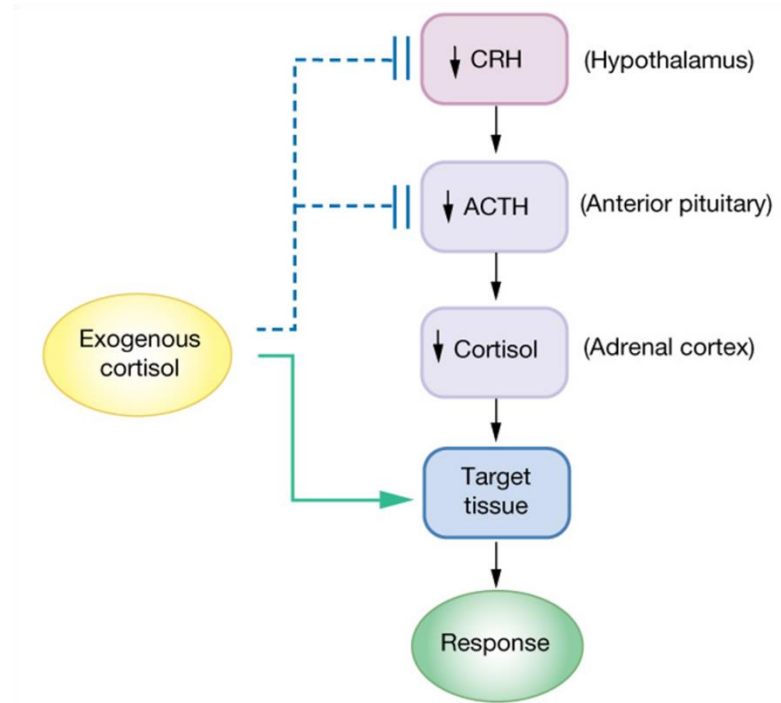 ↓ CRH (Hypothalamus)
↓ ACTH (Anterior pituitary)
Exogenous
cortisol
↓ Cortisol (Adrenal cortex)
Target
tissue
Response